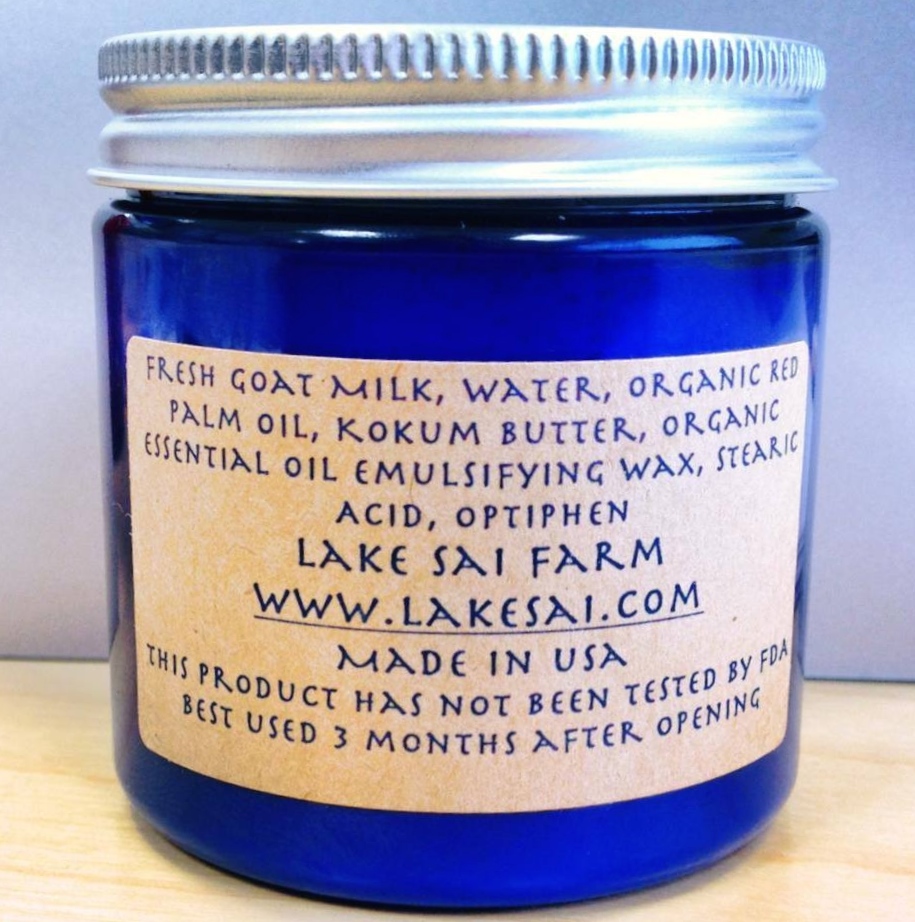 FRESH GOAT MILK, WATER, ORGANIC RED
PALM OIL, KOKUM BUTTER, ORGANIC
ESSENTIAL OIL EMULSIFYING WAX, STEARIC
ACID, OPTIPHEN
LAKE SAI FARM
WWW.LAKESAI.COM
MADE IN USA
THIS PRODUCT HAS NOT BEEN TESTED BY FDA
BEST USED 3 MONTHS AFTER OPENING